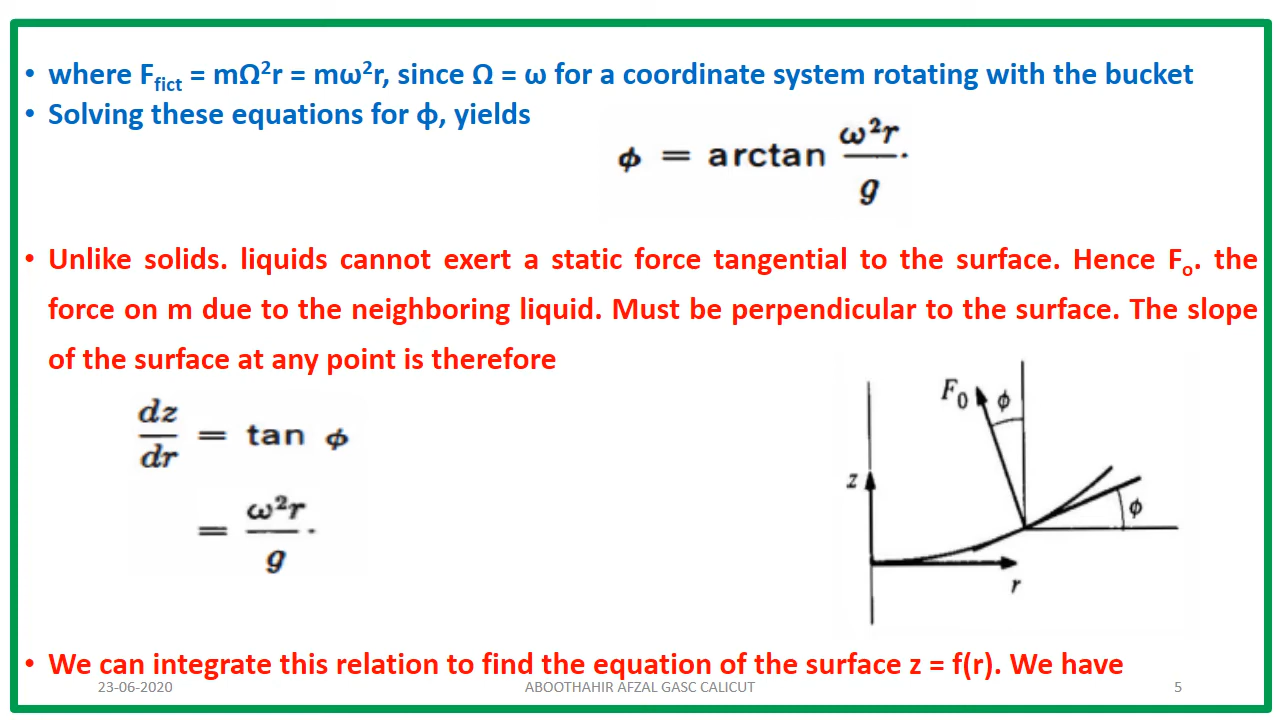 • where Ffict = mΩ²r = mω²r, since Ω = ω for a coordinate system rotating with the bucket
• Solving these equations for ϕ, yields
ϕ = arctan ω²r/g.
• Unlike solids. liquids cannot exert a static force tangential to the surface. Hence Fo. the
force on m due to the neighboring liquid. Must be perpendicular to the surface. The slope
of the surface at any point is therefore
dz/dr = tan ϕ
= ω²r/g.
F₀ ϕ
z
ϕ
r
• We can integrate this relation to find the equation of the surface z = f(r). We have
23-06-2020 ABOOTHAHIR AFZAL GASC CALICUT 5